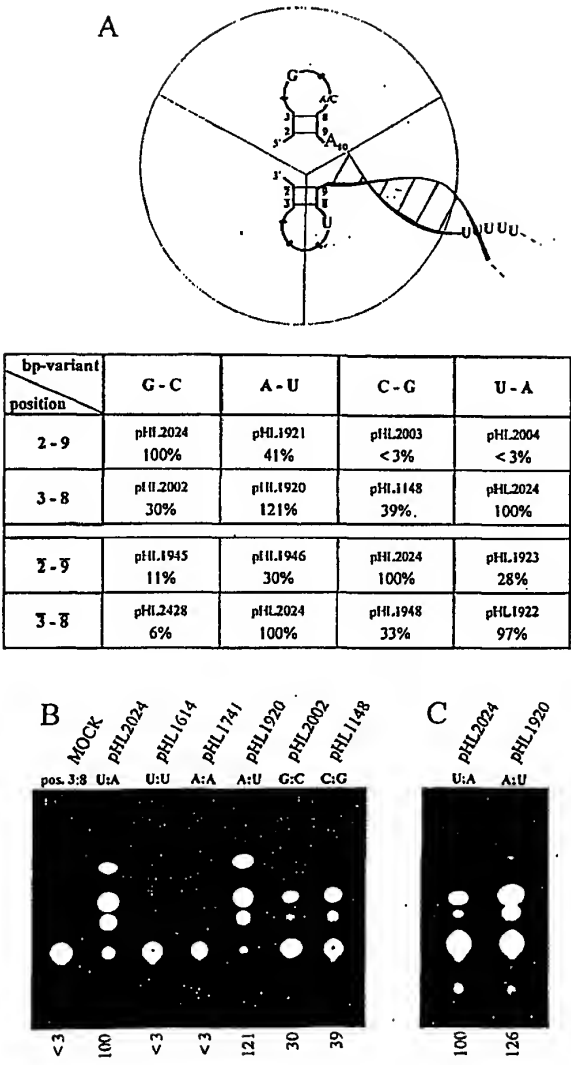 A
G
A/C
3 8
2 9
5' A10
3'
2̄ 9̄
3̄ 8̄
U
U U U U U
bp-variant
position
G - C A - U C - G U - A
2 - 9 pHL2024 100% pHL1921 41% pHL2003 <3% pHL2004 <3%
3 - 8 pHL2002 30% pHL1920 121% pHL1148 39%. pHL2024 100%
2̄ - 9̄ pHL1945 11% pHL1946 30% pHL2024 100% pHL1923 28%
3̄ - 8̄ pHL2428 6% pHL2024 100% pHL1948 33% pHL1922 97%
B
MOCK pHL2024 pHL1614 pHL1741 pHL1920 pHL2002 pHL1148
pos. 3:8 U:A U:U A:A A:U G:C C:G
<3 100 <3 <3 121 30 39
C
pHL2024 pHL1920
U:A A:U
100 126